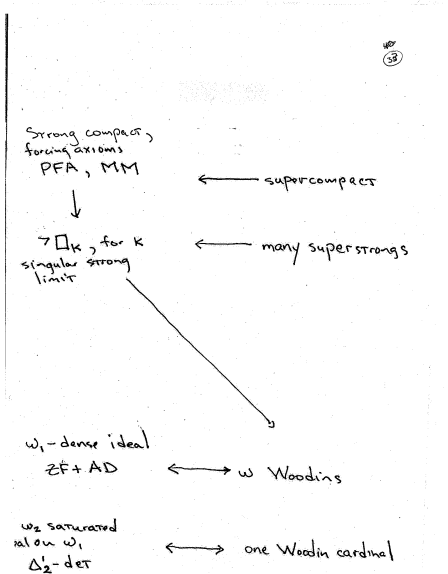 38
Strong compact,
forcing axioms
PFA, MM ← supercompact
↓
¬□κ, for κ ← many superstrongs
singular strong
limit
ω₁-dense ideal
ZF + AD ↔ ω Woodins
ω₂ saturated
al on ω₁ ↔ one Woodin cardinal
Δ¹₂-det